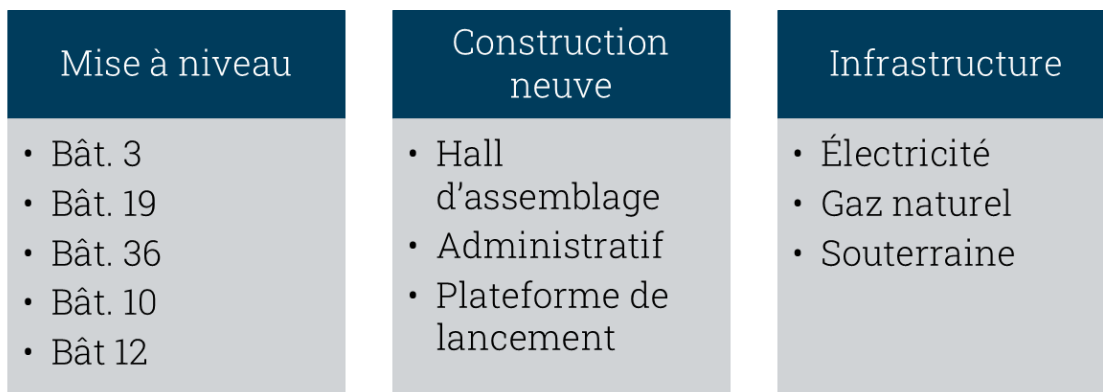 Mise à niveau
• Bât. 3
• Bât. 19
• Bât. 36
• Bât. 10
• Bât 12
Construction
neuve
• Hall
d’assemblage
• Administratif
• Plateforme de
lancement
Infrastructure
• Électricité
• Gaz naturel
• Souterraine